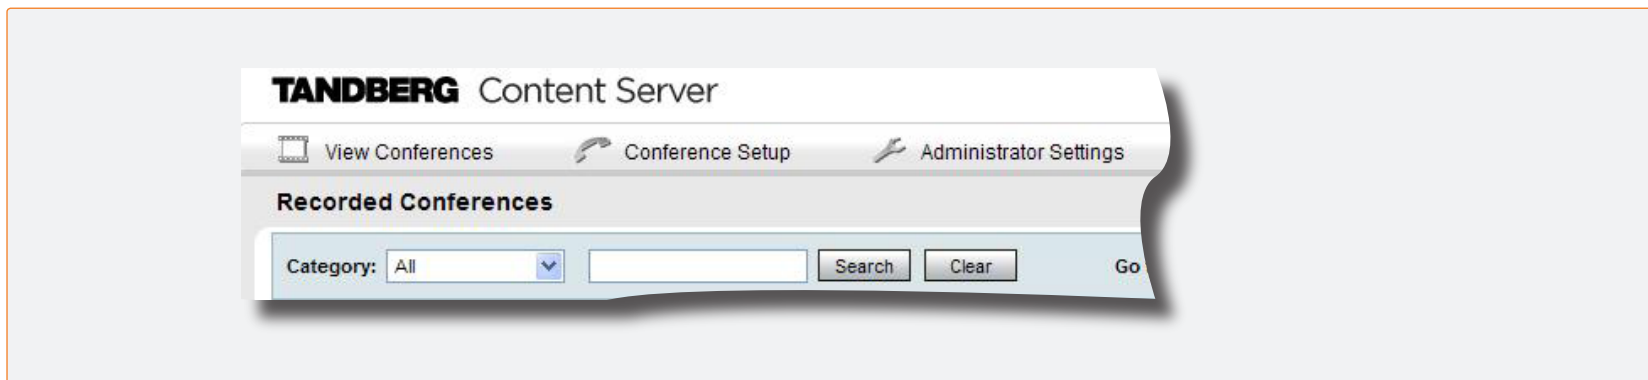 TANDBERG Content Server
View Conferences Conference Setup Administrator Settings
Recorded Conferences
Category: All Search Clear Go